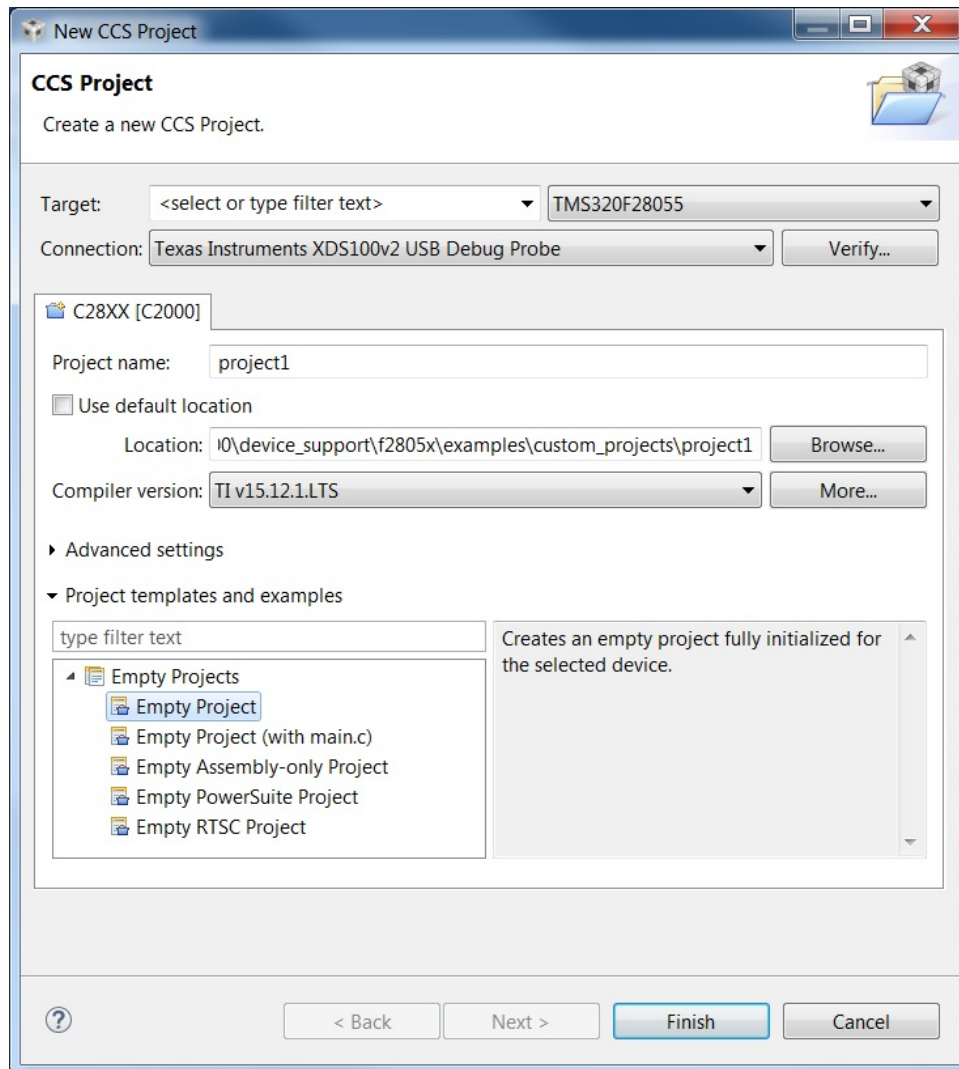 New CCS Project
CCS Project
Create a new CCS Project.
Target: <select or type filter text> TMS320F28055
Connection: Texas Instruments XDS100v2 USB Debug Probe Verify...
C28XX [C2000]
Project name: project1
Use default location
Location: )0\device_support\f2805x\examples\custom_projects\project1 Browse...
Compiler version: TI v15.12.1.LTS More...
Advanced settings
Project templates and examples
type filter text
Empty Projects
Empty Project
Empty Project (with main.c)
Empty Assembly-only Project
Empty PowerSuite Project
Empty RTSC Project
Creates an empty project fully initialized for
the selected device.
? < Back Next > Finish Cancel